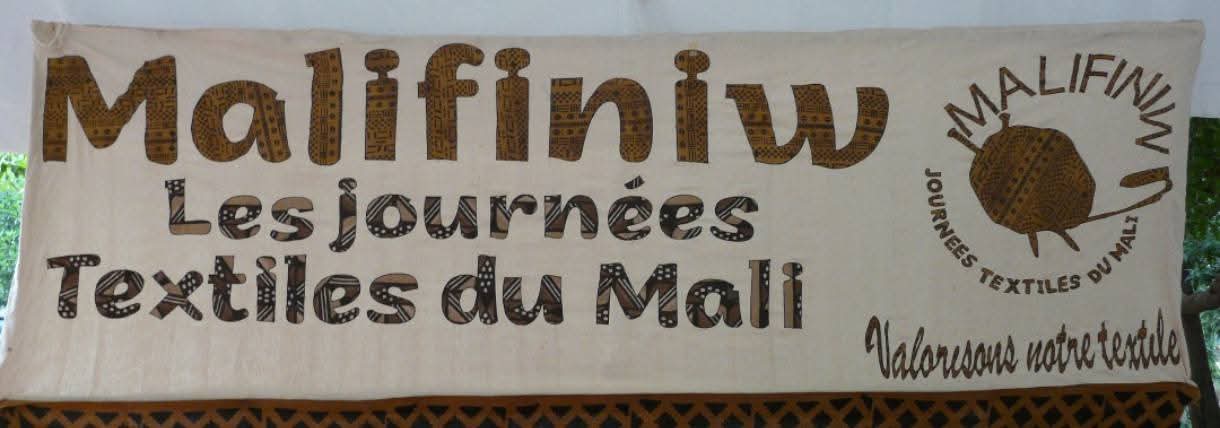 Malifiniw
Les journées
Textiles du Mali
MALIFINIW
JOURNEES TEXTILES DU MALI
Valorisons notre textile